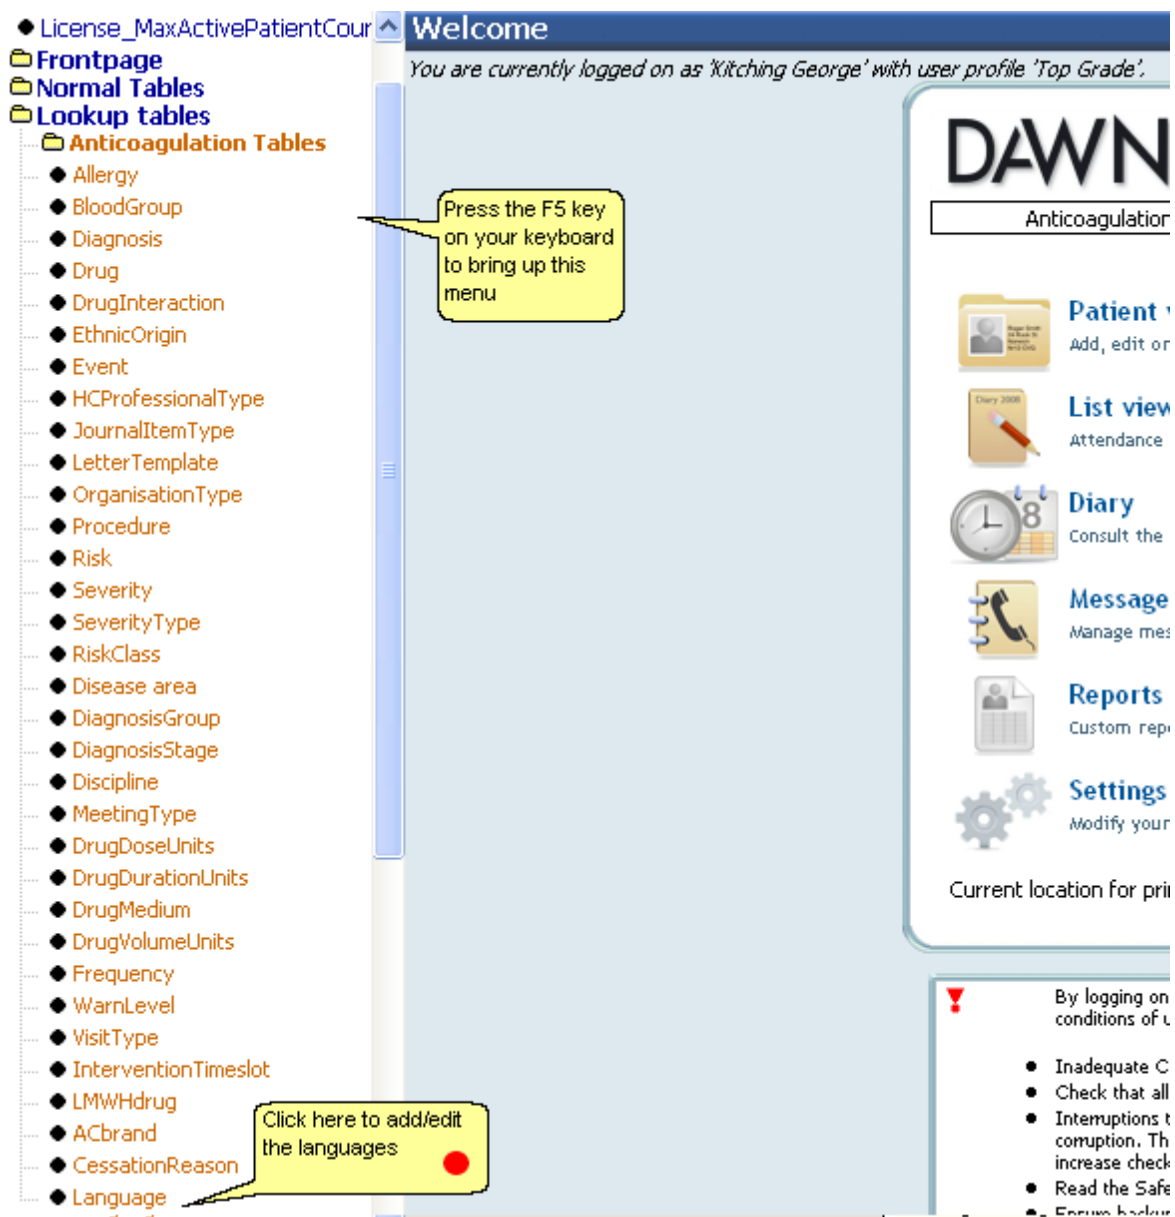 License_MaxActivePatientCour
Frontpage
Normal Tables
Lookup tables
Anticoagulation Tables
Allergy
BloodGroup
Diagnosis
Drug
DrugInteraction
EthnicOrigin
Event
HCProfessionalType
JournalItemType
LetterTemplate
OrganisationType
Procedure
Risk
Severity
SeverityType
RiskClass
Disease area
DiagnosisGroup
DiagnosisStage
Discipline
MeetingType
DrugDoseUnits
DrugDurationUnits
DrugMedium
DrugVolumeUnits
Frequency
WarnLevel
VisitType
InterventionTimeslot
LMWHdrug
ACbrand
CessationReason
Language
Click here to add/edit
the languages
Press the F5 key
on your keyboard
to bring up this
menu
Welcome
You are currently logged on as 'Kitching George' with user profile 'Top Grade'.
DAWN
Anticoagulation
Patient v
Add, edit or
List view
Diary 2008
Attendance
Diary
8
Consult the
Message
Manage mes
Reports
Custom rep
Settings
Modify your
Current location for pri
By logging on
conditions of u
Inadequate C
Check that all
Interruptions t
corruption. Th
increase check
Read the Safe
Ensure backu